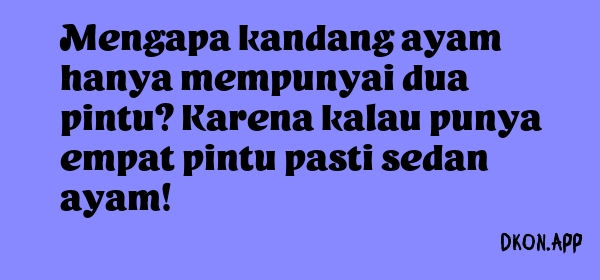 Mengapa kandang ayam
hanya mempunyai dua
pintu? Karena kalau punya
empat pintu pasti sedan
ayam!
DKON.APP